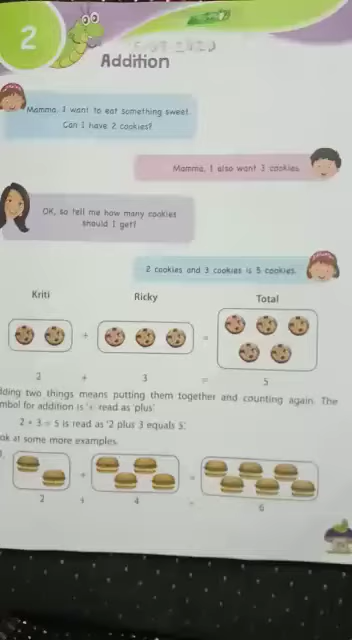 2
Addition
Mamma, I want to eat something sweet.
Can I have 2 cookies?
Mamma, I also want 3 cookies.
OK, so tell me how many cookies
should I get?
2 cookies and 3 cookies is 5 cookies.
Kriti Ricky Total
+ =
2 + 3 = 5
dding two things means putting them together and counting again. The
mbol for addition is '+' read as 'plus'.
2 + 3 = 5 is read as '2 plus 3 equals 5'.
ok at some more examples.
+ =
2 + 4 = 6